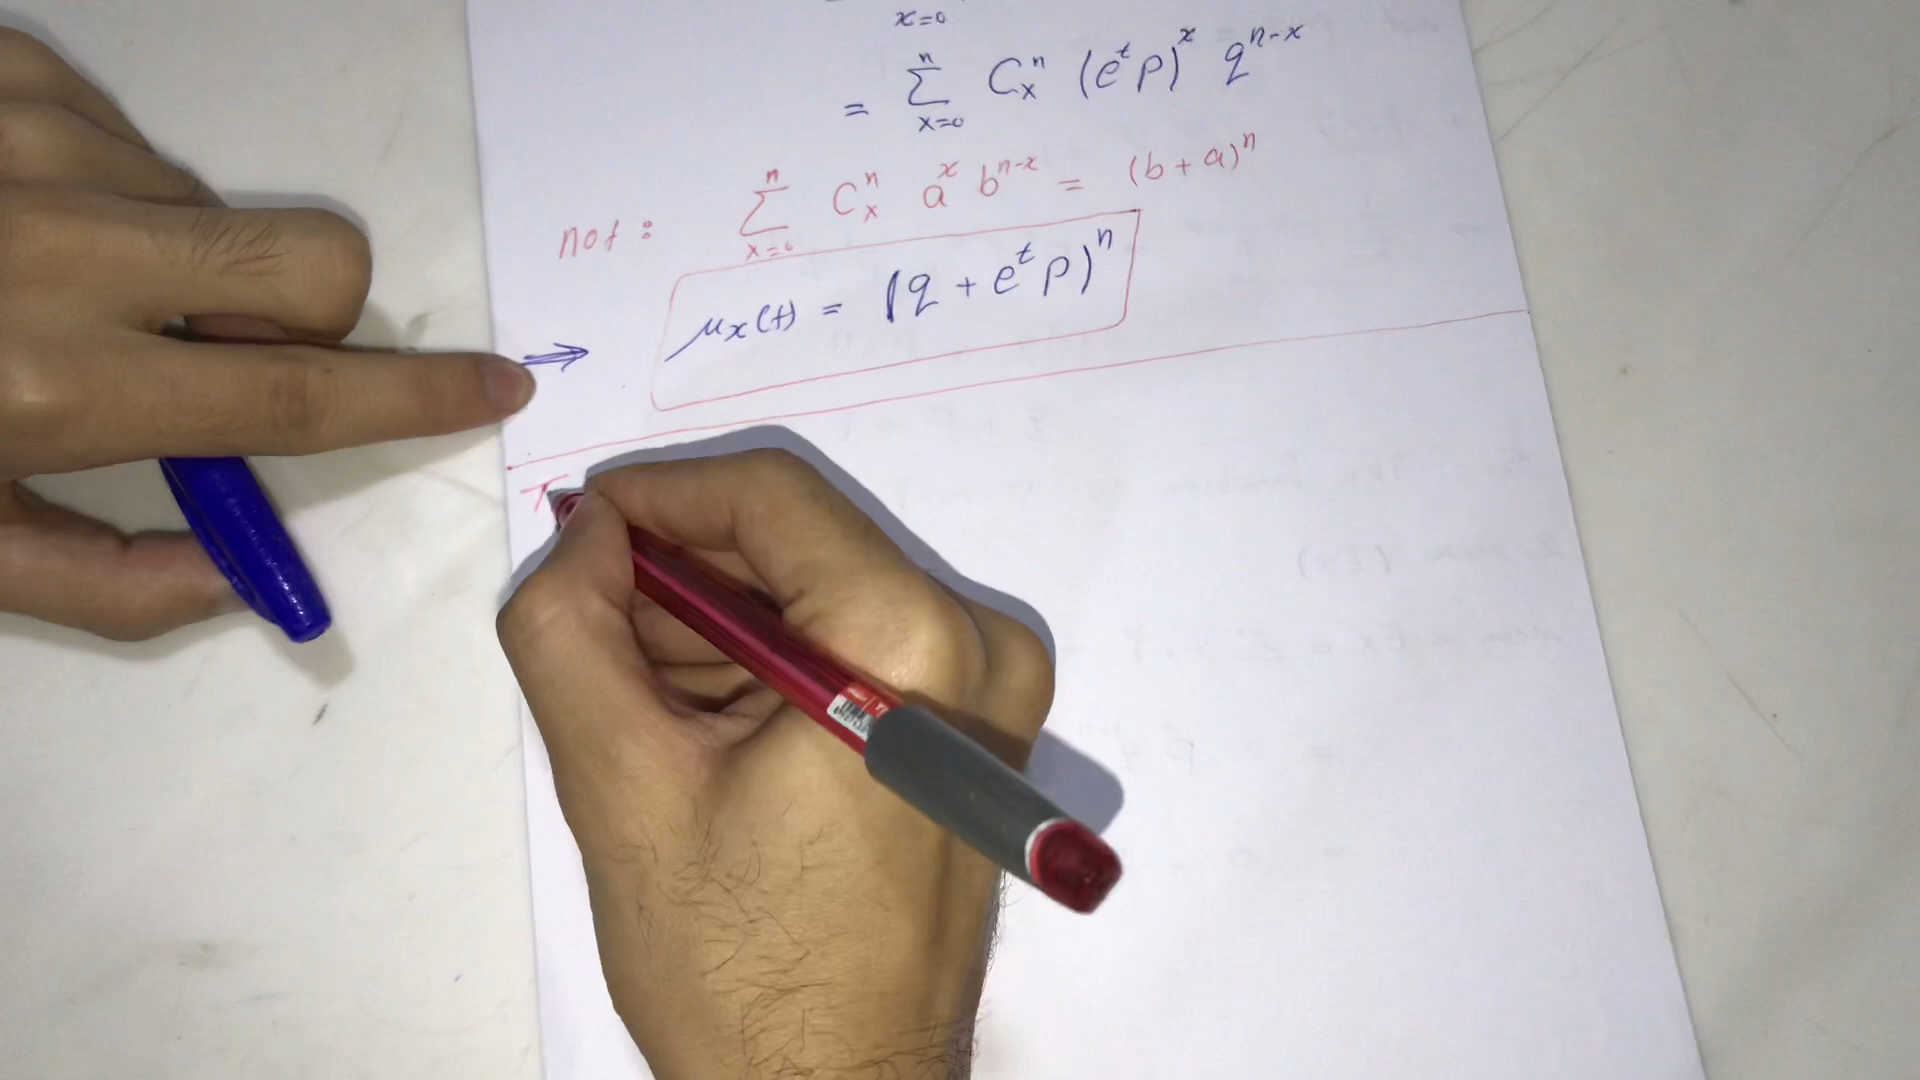 x=0
= Σ_{x=0}^{n} C_x^n (e^t p)^x q^{n-x}
not : Σ_{x=0}^{n} C_x^n a^x b^{n-x} = (b + a)^n
⇒ μ_x(t) = (q + e^t p)^n
T